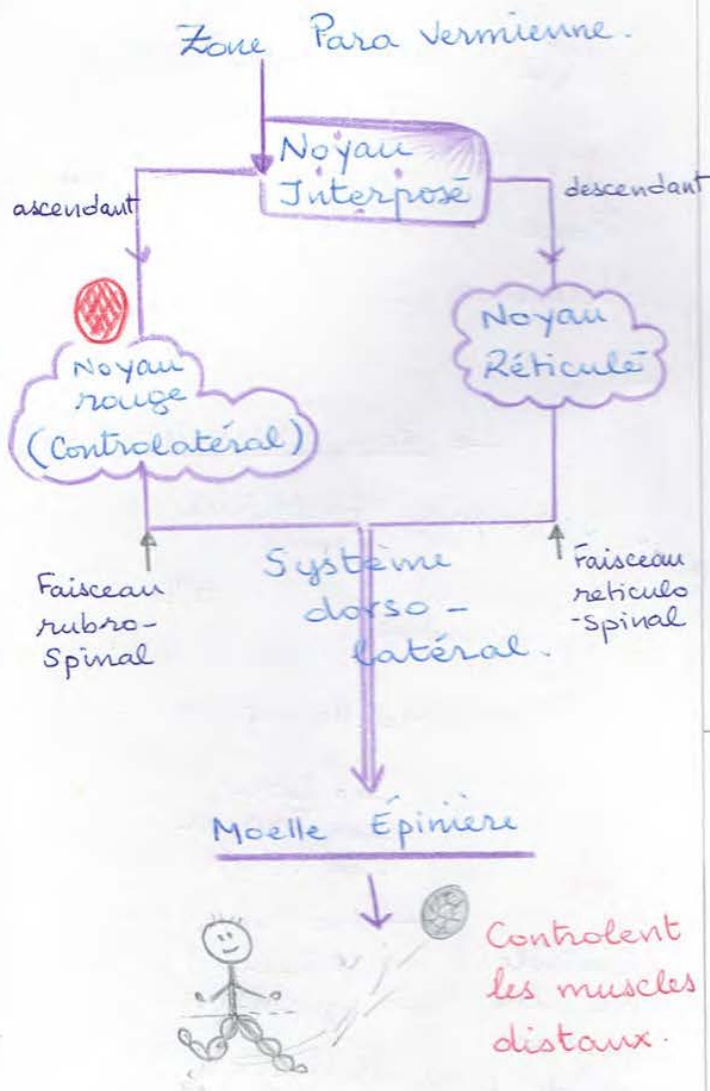 Zone Para vermienne.
Noyau
Interposé
ascendant
descendant
Noyau
rouge
(Controlatéral)
Noyau
Réticulé
Faisceau
rubro-
Spinal
Système
dorso-
latéral.
Faisceau
reticulo
-Spinal
Moelle Épinière
Controlent
les muscles
distaux.